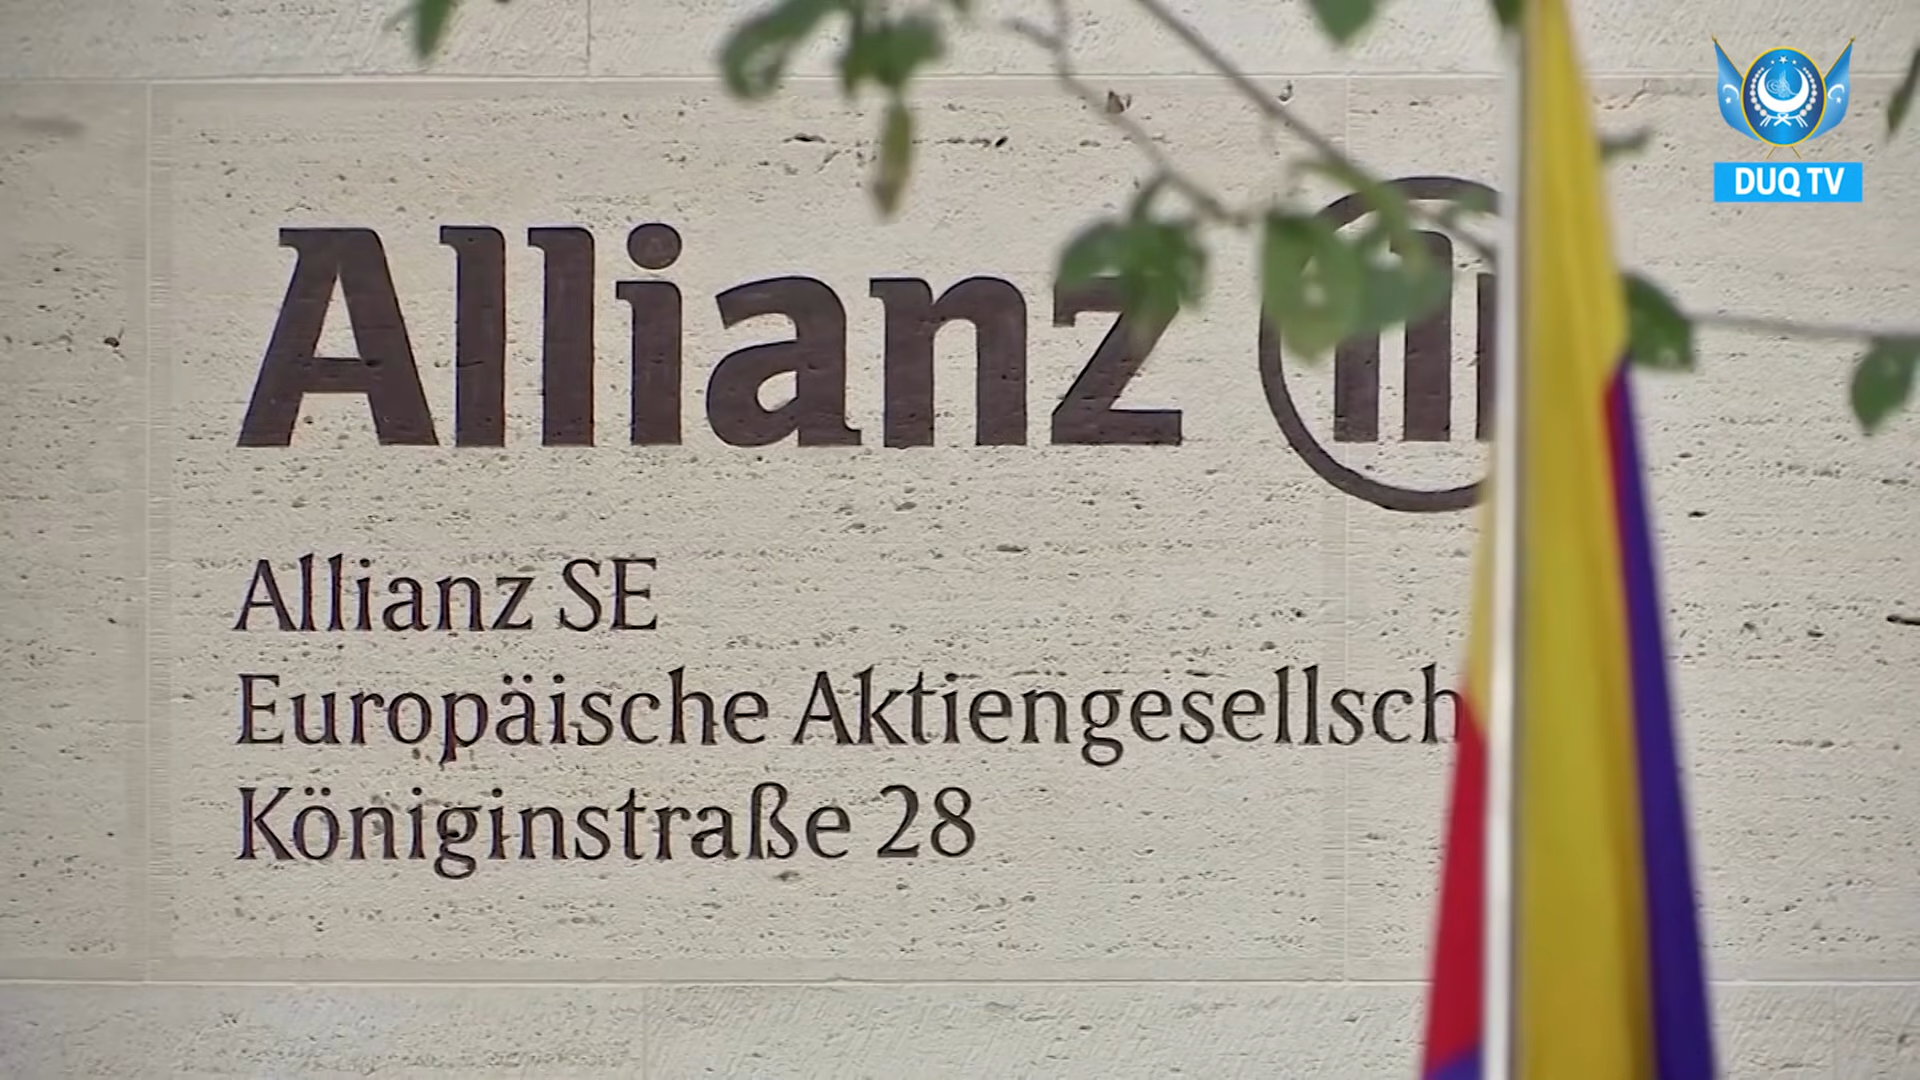 DUQ TV
Allianz
Allianz SE
Europäische Aktiengesellsch
Königinstraße 28